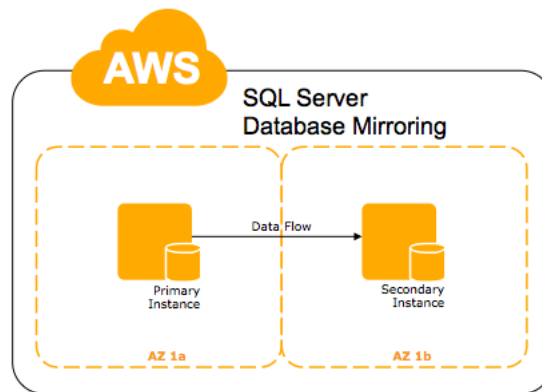 AWS
SQL Server
Database Mirroring
Data Flow
Primary
Instance
Secondary
Instance
AZ 1a
AZ 1b